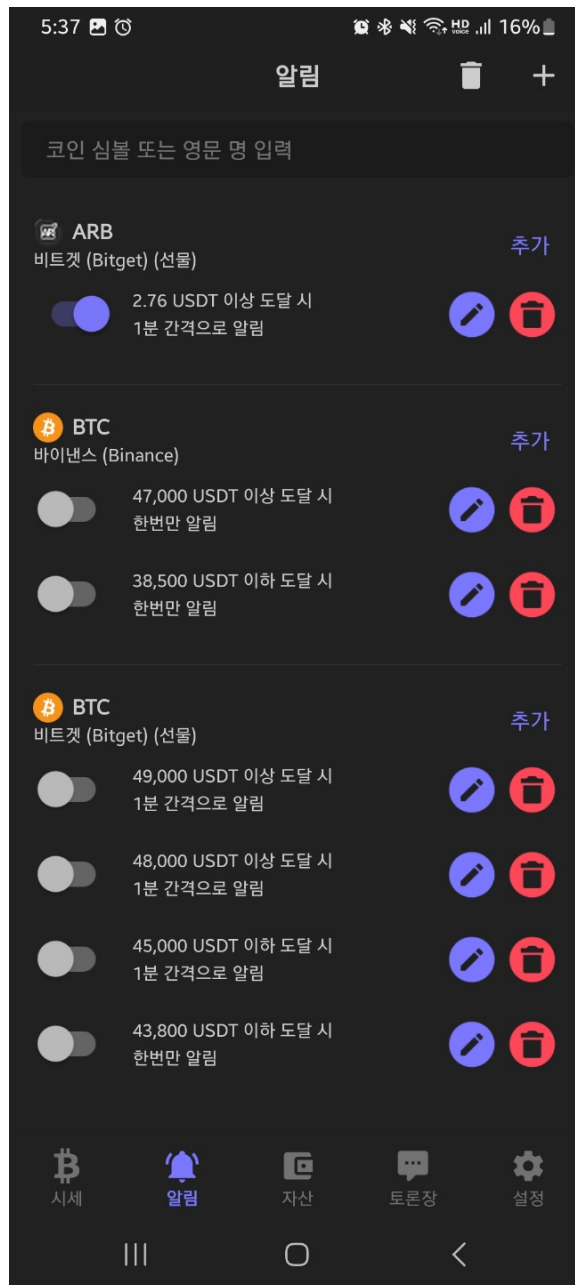 5:37 HD VOICE 16%
알림
코인 심볼 또는 영문 명 입력
ARB
비트겟 (Bitget) (선물)
추가
2.76 USDT 이상 도달 시
1분 간격으로 알림
BTC
바이낸스 (Binance)
추가
47,000 USDT 이상 도달 시
한번만 알림
38,500 USDT 이하 도달 시
한번만 알림
BTC
비트겟 (Bitget) (선물)
추가
49,000 USDT 이상 도달 시
1분 간격으로 알림
48,000 USDT 이상 도달 시
1분 간격으로 알림
45,000 USDT 이하 도달 시
1분 간격으로 알림
43,800 USDT 이하 도달 시
한번만 알림
시세 알림 자산 토론장 설정